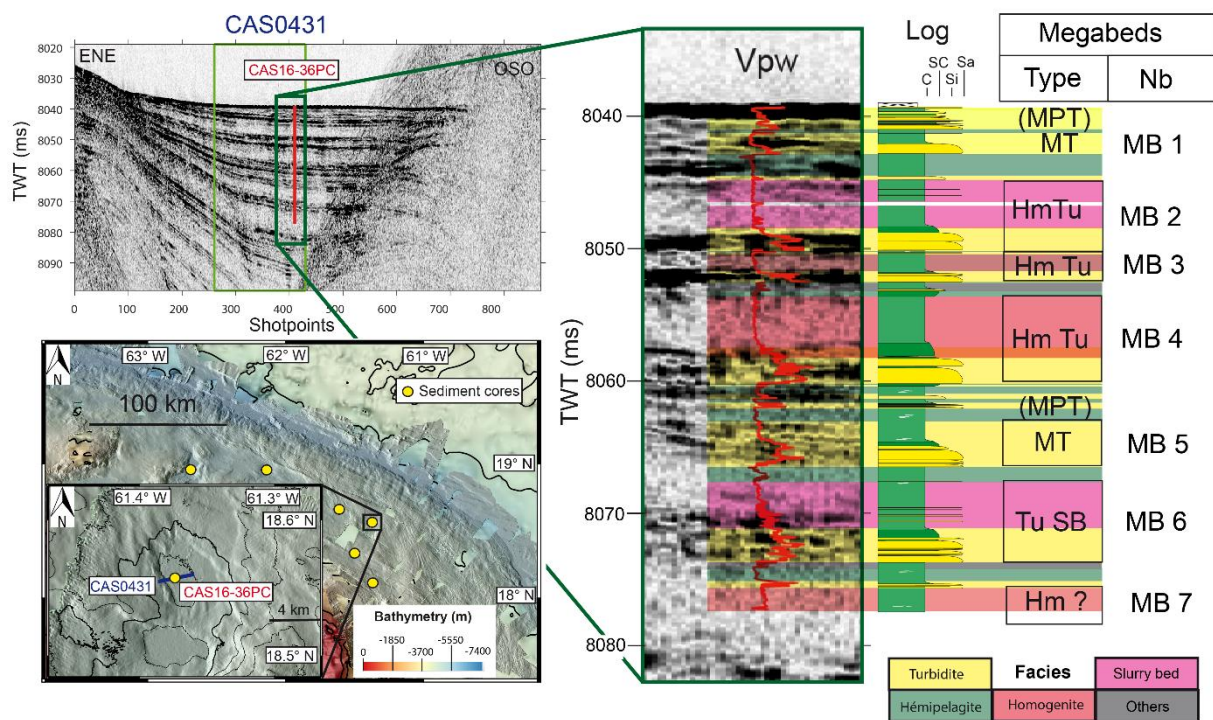 CAS0431
8020
8030
8040
8050
8060
8070
8080
8090
TWT (ms)
ENE
OSO
CAS16-36PC
0 100 200 300 400 500 600 700 800
Shotpoints
Vpw
8040
8050
8060
8070
8080
TWT (ms)
Log
SC Sa
C Si
Megabeds
Type Nb
(MPT)
MT MB 1
HmTu MB 2
Hm Tu MB 3
Hm Tu MB 4
(MPT)
MT MB 5
Tu SB MB 6
Hm ? MB 7
63° W 62° W 61° W
N
Sediment cores
100 km
19° N
18° N
61.4° W 61.3° W
N
18.6° N
CAS0431
CAS16-36PC
4 km
18.5° N
Bathymetry (m)
-1850 -5550
0 -3700 -7400
Turbidite Facies Slurry bed
Hémipelagite Homogenite Others